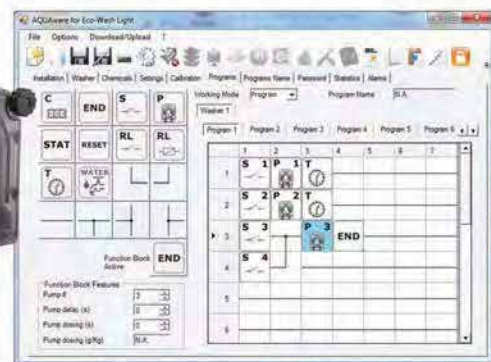 AQUAware for Eco-Wash Light
File Options Download/Upload ?
Installation Washer Chemicals Settings Calibration Programs Programs Name Password Statistics Alarms
Working Mode Program Program Name N.A.
Washer 1
Program 1 Program 2 Program 3 Program 4 Program 5 Program 6
C END S P
STAT RESET RL RL
T WATER
Function Block Active END
Function Block Features
Pump # 3
Pump delay (s) 0
Pump dosing (s) 0
Pump dosing (g/Kg) N.A.
1 2 3 4 5 6 7
1 S 1 P 1 T
2 S 2 P 2 T
3 S 3 P 3 END
4 S 4
5
6